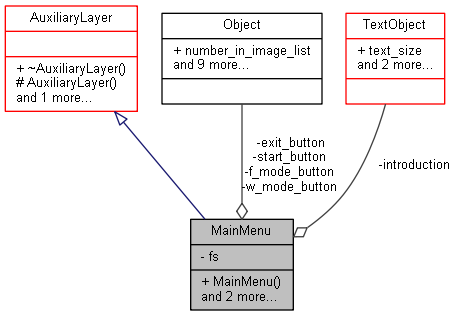 AuxiliaryLayer
+ ~AuxiliaryLayer()
# AuxiliaryLayer()
and 1 more...
Object
+ number_in_image_list
and 9 more...
TextObject
+ text_size
and 2 more...
-exit_button
-start_button
-f_mode_button
-w_mode_button
-introduction
MainMenu
- fs
+ MainMenu()
and 2 more...